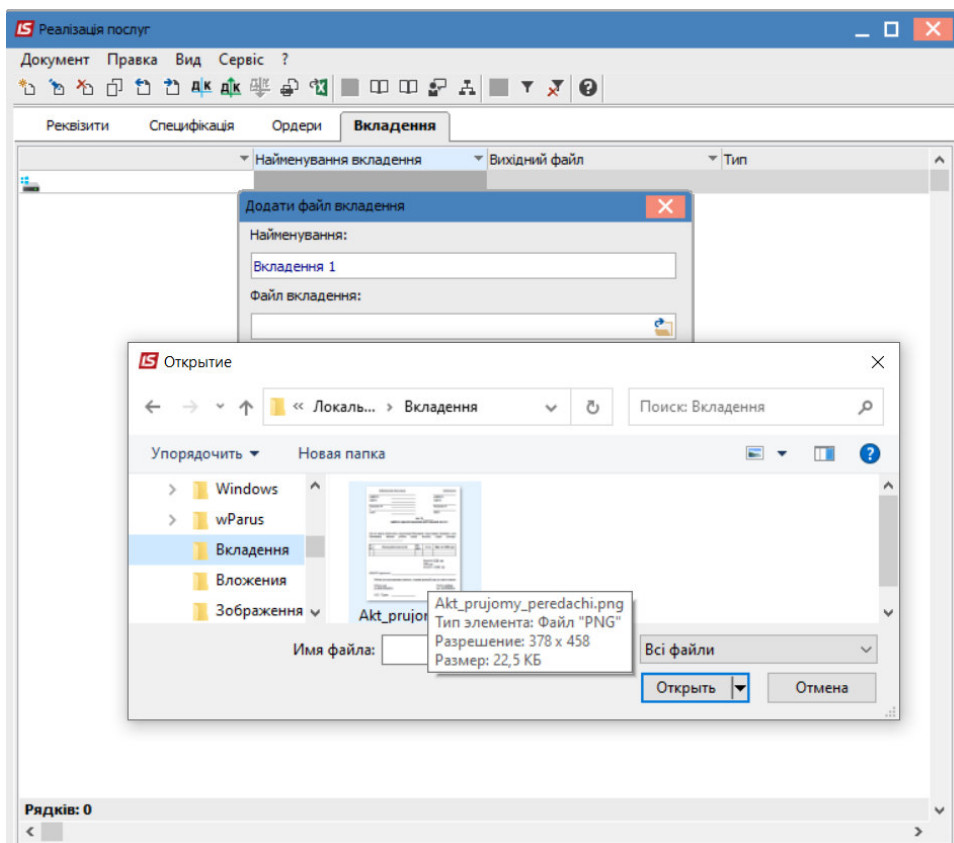 Реалізація послуг
Документ Правка Вид Сервіс ?
Реквізити Специфікація Ордери Вкладення
Найменування вкладення Вихідний файл Тип
Додати файл вкладення
Найменування:
Вкладення 1
Файл вкладення:
Открытие
« Локаль... › Вкладення
Поиск: Вкладення
Упорядочить Новая папка
Windows
wParus
Вкладення
Вложения
Зображення
Akt_prujomy_peredachi.png
Тип элемента: Файл "PNG"
Разрешение: 378 x 458
Размер: 22,5 КБ
Имя файла:
Всі файли
Открыть Отмена
Рядків: 0